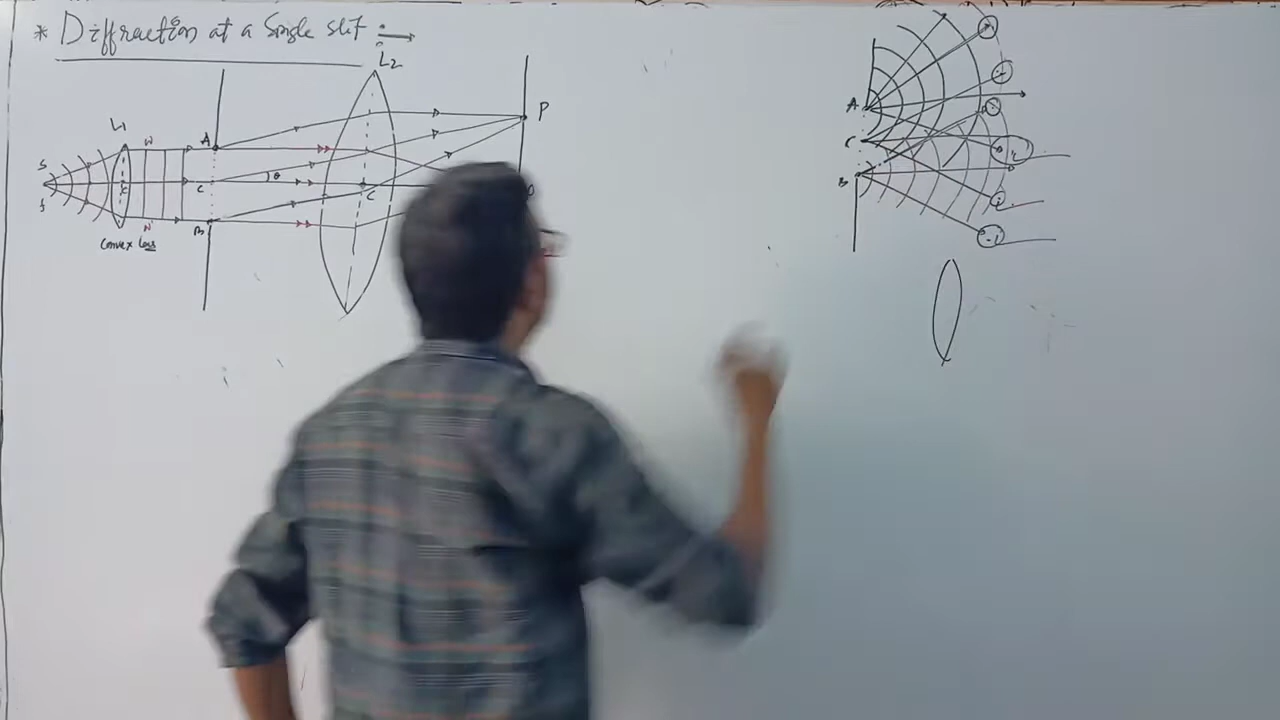 * Diffraction at a single slit :→
L2
P
L1
W
A
A
S
C
θ
C
C
B
B
W'
Convex lens